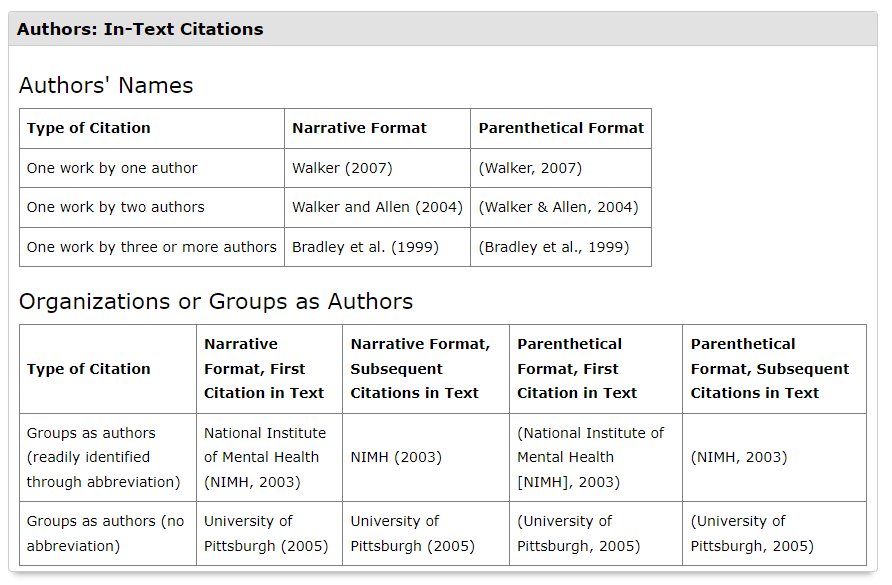 Authors: In-Text Citations
Authors' Names
Type of Citation Narrative Format Parenthetical Format
One work by one author Walker (2007) (Walker, 2007)
One work by two authors Walker and Allen (2004) (Walker & Allen, 2004)
One work by three or more authors Bradley et al. (1999) (Bradley et al., 1999)
Organizations or Groups as Authors
Type of Citation
Narrative
Format, First
Citation in Text
Narrative Format,
Subsequent
Citations in Text
Parenthetical
Format, First
Citation in Text
Parenthetical
Format, Subsequent
Citations in Text
Groups as authors
(readily identified
through abbreviation)
National Institute
of Mental Health
(NIMH, 2003)
NIMH (2003)
(National Institute of
Mental Health
[NIMH], 2003)
(NIMH, 2003)
Groups as authors (no
abbreviation)
University of
Pittsburgh (2005)
University of
Pittsburgh (2005)
(University of
Pittsburgh, 2005)
(University of
Pittsburgh, 2005)